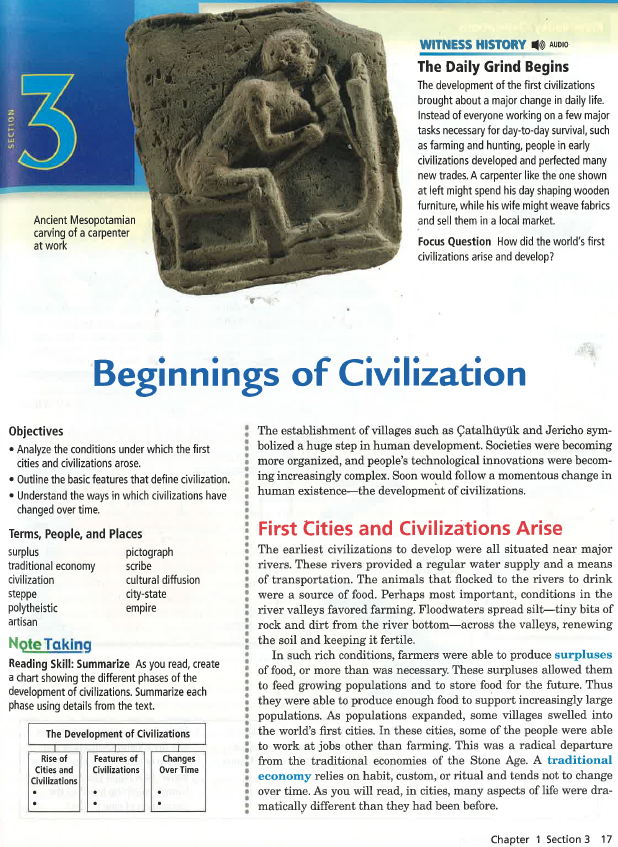 SECTION
3
Ancient Mesopotamian
carving of a carpenter
at work
WITNESS HISTORY AUDIO
The Daily Grind Begins
The development of the first civilizations
brought about a major change in daily life.
Instead of everyone working on a few major
tasks necessary for day-to-day survival, such
as farming and hunting, people in early
civilizations developed and perfected many
new trades. A carpenter like the one shown
at left might spend his day shaping wooden
furniture, while his wife might weave fabrics
and sell them in a local market.
Focus Question How did the world's first
civilizations arise and develop?
Beginnings of Civilization
Objectives
• Analyze the conditions under which the first
cities and civilizations arose.
• Outline the basic features that define civilization.
• Understand the ways in which civilizations have
changed over time.
Terms, People, and Places
surplus pictograph
traditional economy scribe
civilization cultural diffusion
steppe city-state
polytheistic empire
artisan
Note Taking
Reading Skill: Summarize As you read, create
a chart showing the different phases of the
development of civilizations. Summarize each
phase using details from the text.
The Development of Civilizations
Rise of
Cities and
Civilizations
•
•
Features of
Civilizations
•
•
Changes
Over Time
•
•
The establishment of villages such as Çatalhüyük and Jericho sym-
bolized a huge step in human development. Societies were becoming
more organized, and people's technological innovations were becom-
ing increasingly complex. Soon would follow a momentous change in
human existence—the development of civilizations.
First Cities and Civilizations Arise
The earliest civilizations to develop were all situated near major
rivers. These rivers provided a regular water supply and a means
of transportation. The animals that flocked to the rivers to drink
were a source of food. Perhaps most important, conditions in the
river valleys favored farming. Floodwaters spread silt—tiny bits of
rock and dirt from the river bottom—across the valleys, renewing
the soil and keeping it fertile.
In such rich conditions, farmers were able to produce surpluses
of food, or more than was necessary. These surpluses allowed them
to feed growing populations and to store food for the future. Thus
they were able to produce enough food to support increasingly large
populations. As populations expanded, some villages swelled into
the world's first cities. In these cities, some of the people were able
to work at jobs other than farming. This was a radical departure
from the traditional economies of the Stone Age. A traditional
economy relies on habit, custom, or ritual and tends not to change
over time. As you will read, in cities, many aspects of life were dra-
matically different than they had been before.
Chapter 1 Section 3 17